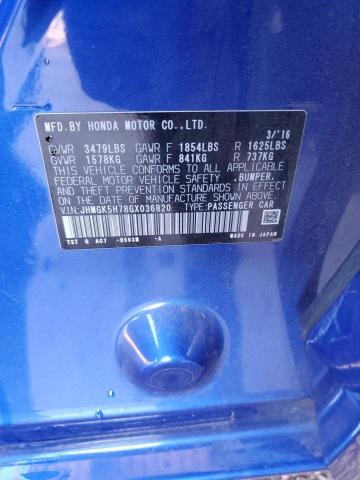 MFD.BY HONDA MOTOR CO.,LTD. 3/'16
GVWR 3479LBS GAWR F 1854LBS R 1625LBS
GVWR 1578KG GAWR F 841KG R 737KG
THIS VEHICLE CONFORMS TO ALL APPLICABLE
FEDERAL MOTOR VEHICLE SAFETY ,BUMPER,
AND THEFT PREVENTION STANDARDS IN EFFECT
ON THE DATE OF MANUFACTURE SHOWN ABOVE.
V.I.N:JHMGK5H78GX036820 TYPE:PASSENGER CAR
-A MADE IN JAPAN